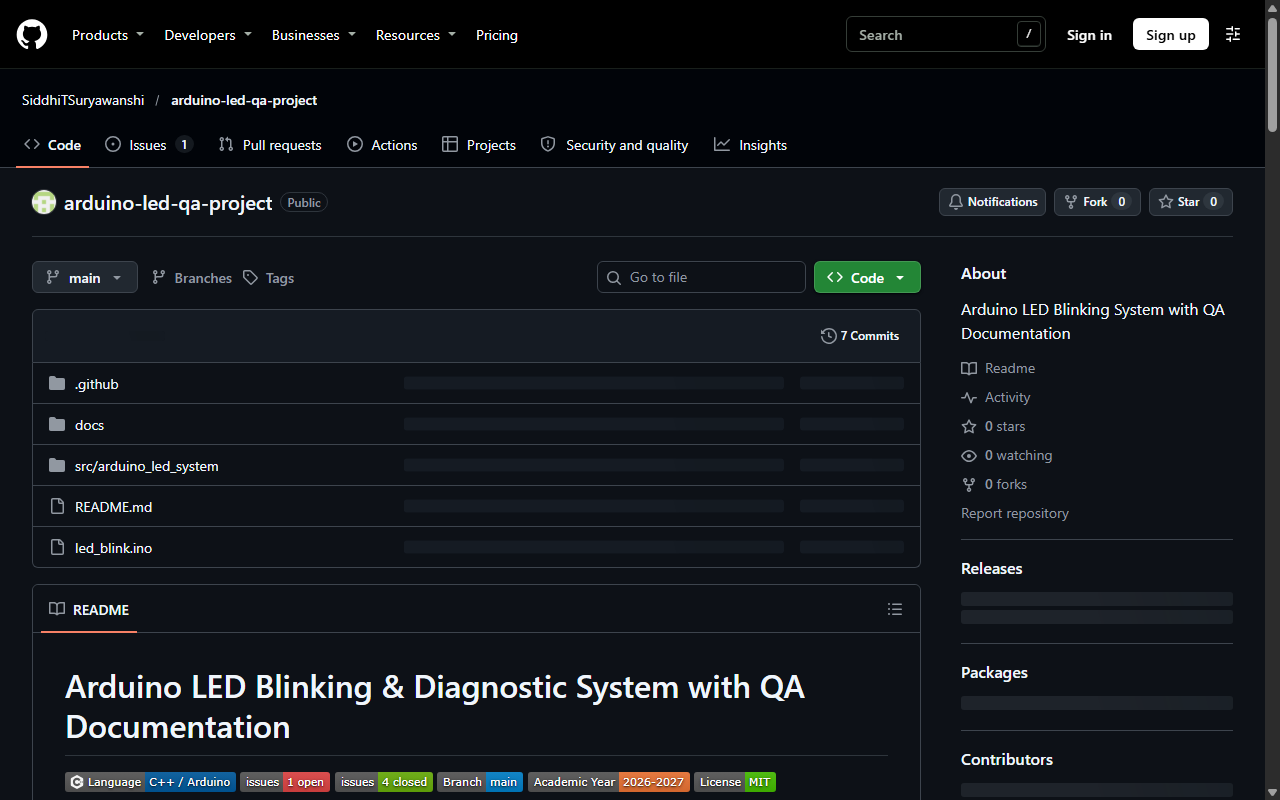 Products Developers Businesses Resources Pricing Search / Sign in Sign up
SiddhiTSuryawanshi / arduino-led-qa-project
Code Issues 1 Pull requests Actions Projects Security and quality Insights
arduino-led-qa-project Public Notifications Fork 0 Star 0
main Branches Tags Go to file Code
7 Commits
.github
docs
src/arduino_led_system
README.md
led_blink.ino
README
Arduino LED Blinking & Diagnostic System with QA
Documentation
Language C++ / Arduino issues 1 open issues 4 closed Branch main Academic Year 2026-2027 License MIT
About
Arduino LED Blinking System with QA
Documentation
Readme
Activity
0 stars
0 watching
0 forks
Report repository
Releases
Packages
Contributors